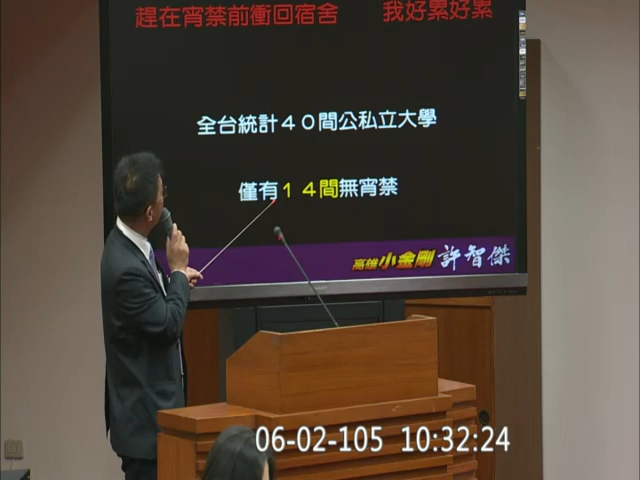 趕在宵禁前衝回宿舍 我好累好累
全台統計４０間公私立大學
僅有１４間無宵禁
高雄小金剛 許智傑
06-02-105 10:32:24